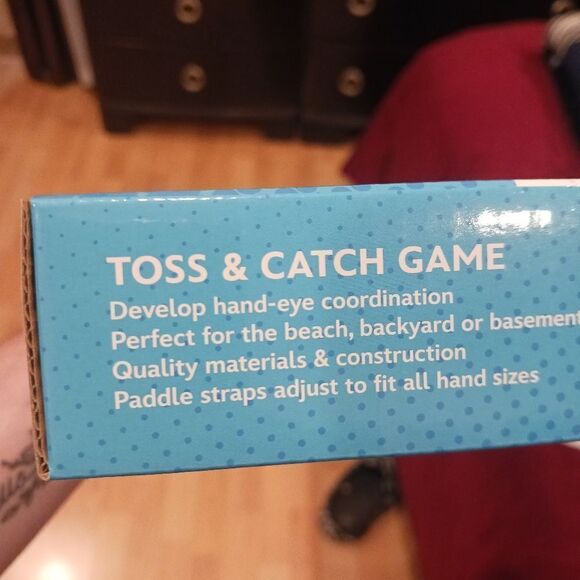 TOSS & CATCH GAME
Develop hand-eye coordination
Perfect for the beach, backyard or basement
Quality materials & construction
Paddle straps adjust to fit all hand sizes